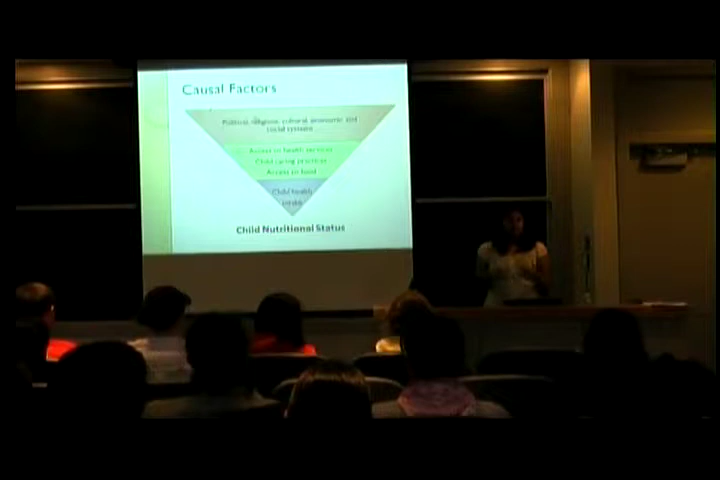 Causal Factors
Political, religious, cultural, economic and
social systems
Access to health services
Child caring practices
Access to food
Child health
Child Nutritional Status